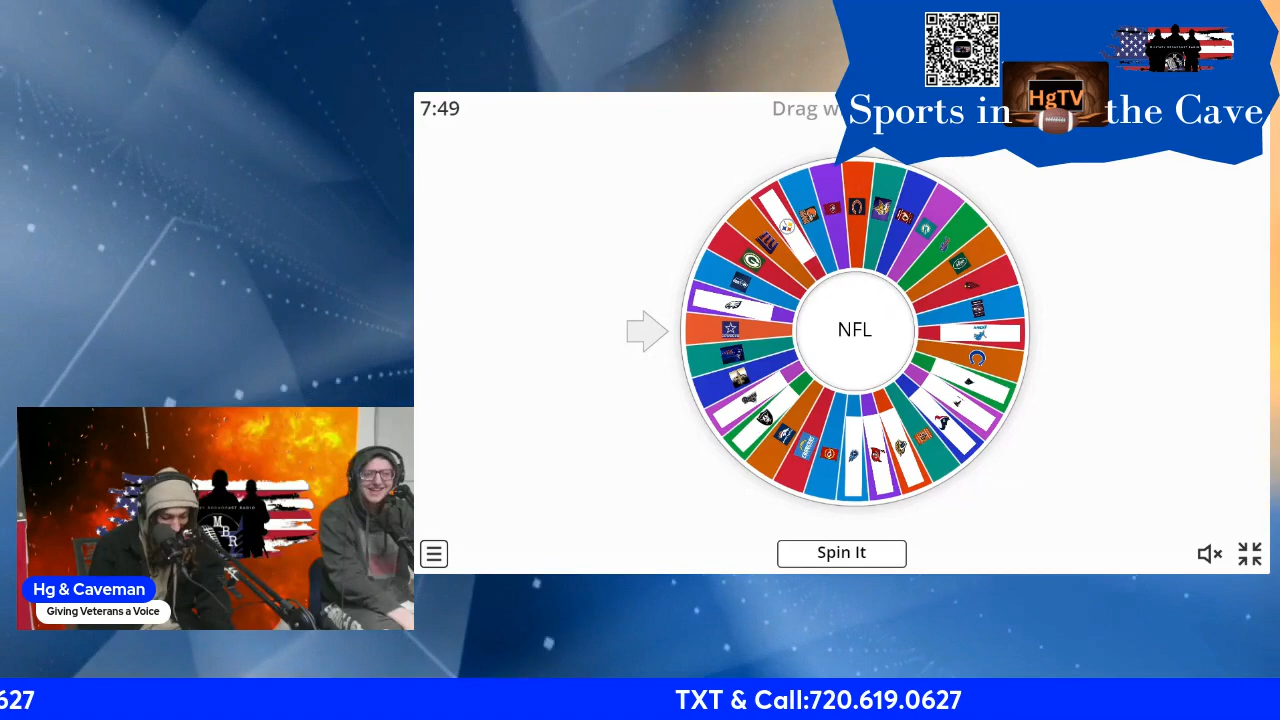 7:49
Drag w
HgTV
Sports in the Cave
NFL
MBR
Spin It
Hg & Caveman
Giving Veterans a Voice
627
TXT & Call:720.619.0627